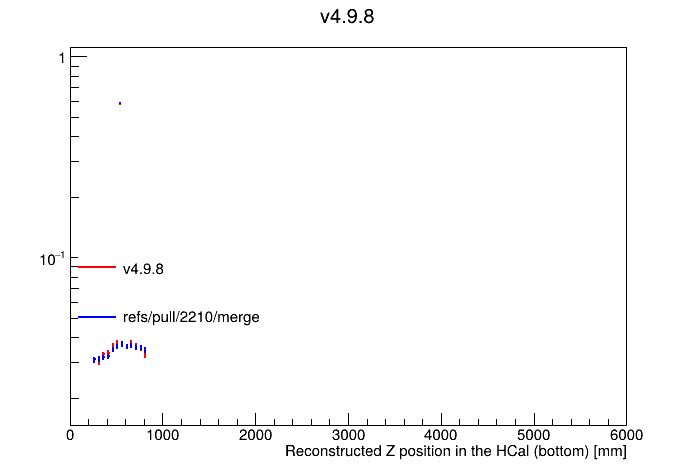 v4.9.8
1
10⁻¹
v4.9.8
refs/pull/2210/merge
0 1000 2000 3000 4000 5000 6000
Reconstructed Z position in the HCal (bottom) [mm]